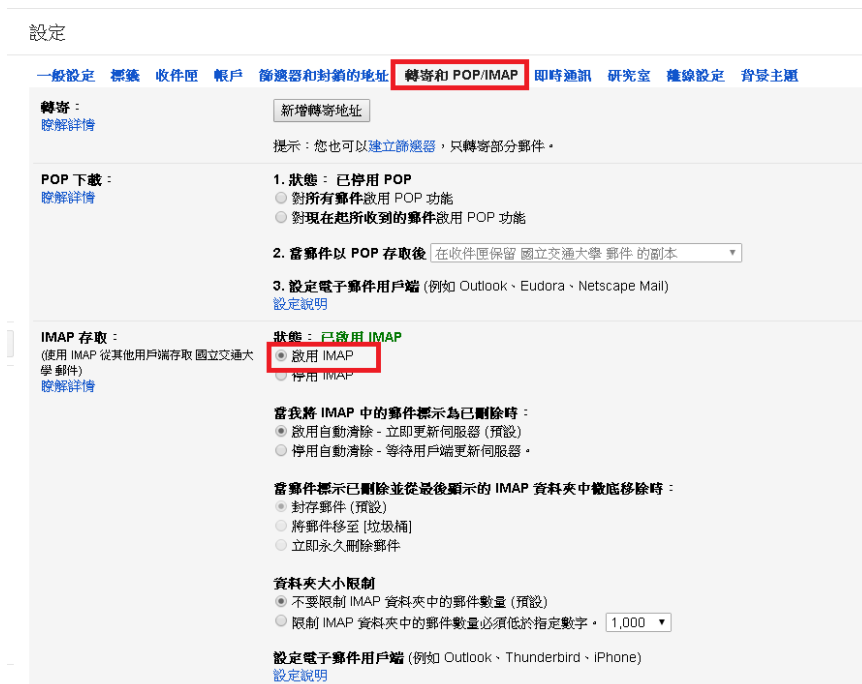 設定
一般設定 標籤 收件匣 帳戶 篩選器和封鎖的地址 轉寄和 POP/IMAP 即時通訊 研究室 離線設定 背景主題
轉寄：
瞭解詳情
新增轉寄地址
提示：您也可以建立篩選器，只轉寄部分郵件。
POP 下載：
瞭解詳情
1. 狀態： 已停用 POP
對所有郵件啟用 POP 功能
對現在起所收到的郵件啟用 POP 功能
2. 當郵件以 POP 存取後 在收件匣保留 國立交通大學 郵件 的副本
3. 設定電子郵件用戶端 (例如 Outlook、Eudora、Netscape Mail)
設定說明
IMAP 存取：
(使用 IMAP 從其他用戶端存取 國立交通大
學 郵件)
瞭解詳情
狀態： 已啟用 IMAP
啟用 IMAP
停用 IMAP
當我將 IMAP 中的郵件標示為已刪除時：
啟用自動清除 - 立即更新伺服器 (預設)
停用自動清除 - 等待用戶端更新伺服器。
當郵件標示已刪除並從最後顯示的 IMAP 資料夾中徹底移除時：
封存郵件 (預設)
將郵件移至 [垃圾桶]
立即永久刪除郵件
資料夾大小限制
不要限制 IMAP 資料夾中的郵件數量 (預設)
限制 IMAP 資料夾中的郵件數量必須低於指定數字。 1,000
設定電子郵件用戶端 (例如 Outlook、Thunderbird、iPhone)
設定說明